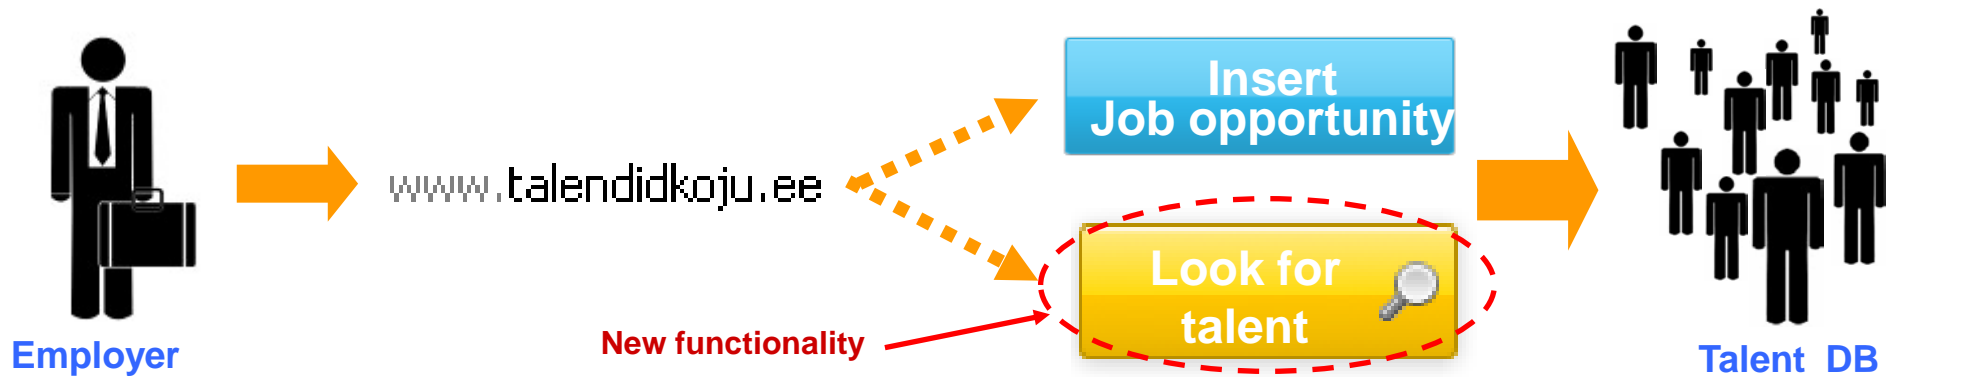 Employer
www.talendidkoju.ee
Insert
Job opportunity
Look for
talent
New functionality
Talent DB